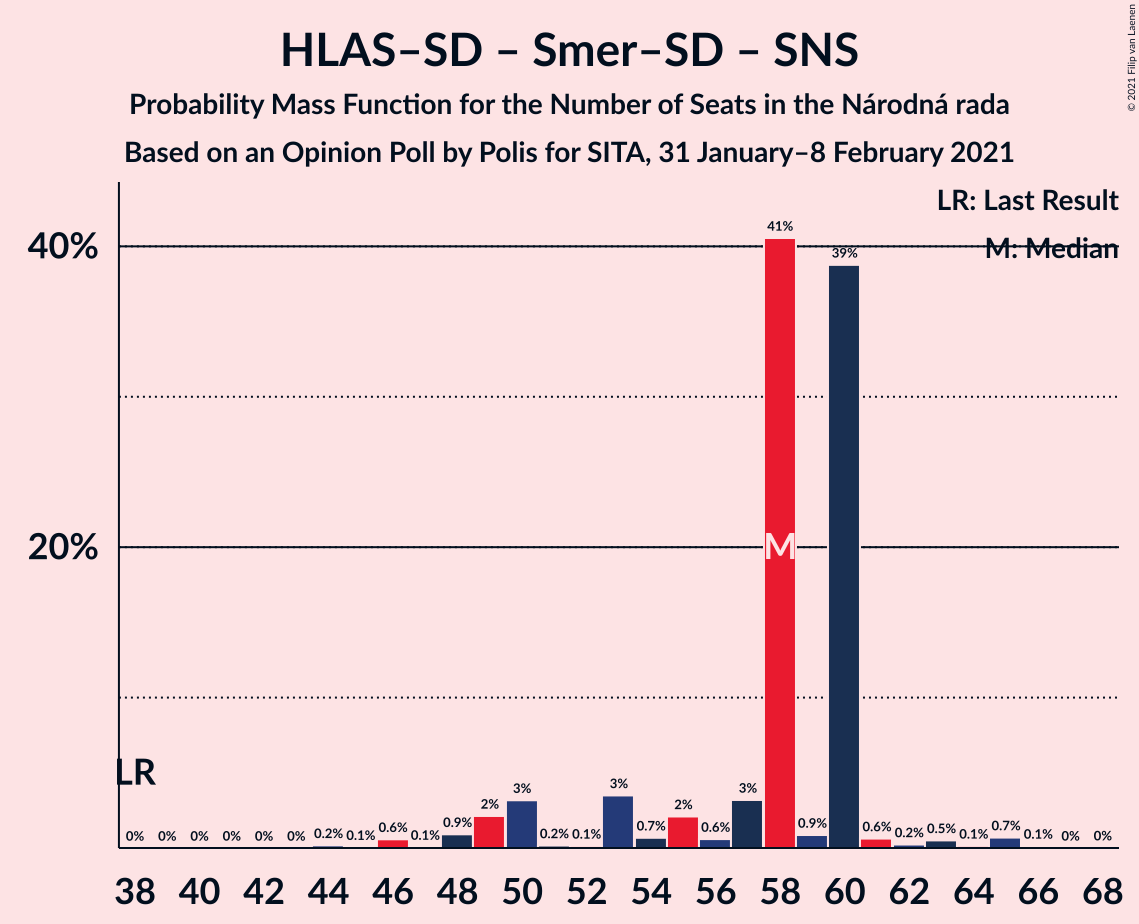 HLAS–SD – Smer–SD – SNS
Probability Mass Function for the Number of Seats in the Národná rada
Based on an Opinion Poll by Polis for SITA, 31 January–8 February 2021
© 2021 Filip van Laenen
LR: Last Result
M: Median
40%
20%
41%
39%
M
LR
0% 0% 0% 0% 0% 0% 0.2% 0.1% 0.6% 0.1% 0.9% 2% 3% 0.2% 0.1% 3% 0.7% 2% 0.6% 3% 0.9% 0.6% 0.2% 0.5% 0.1% 0.7% 0.1% 0% 0%
38 40 42 44 46 48 50 52 54 56 58 60 62 64 66 68